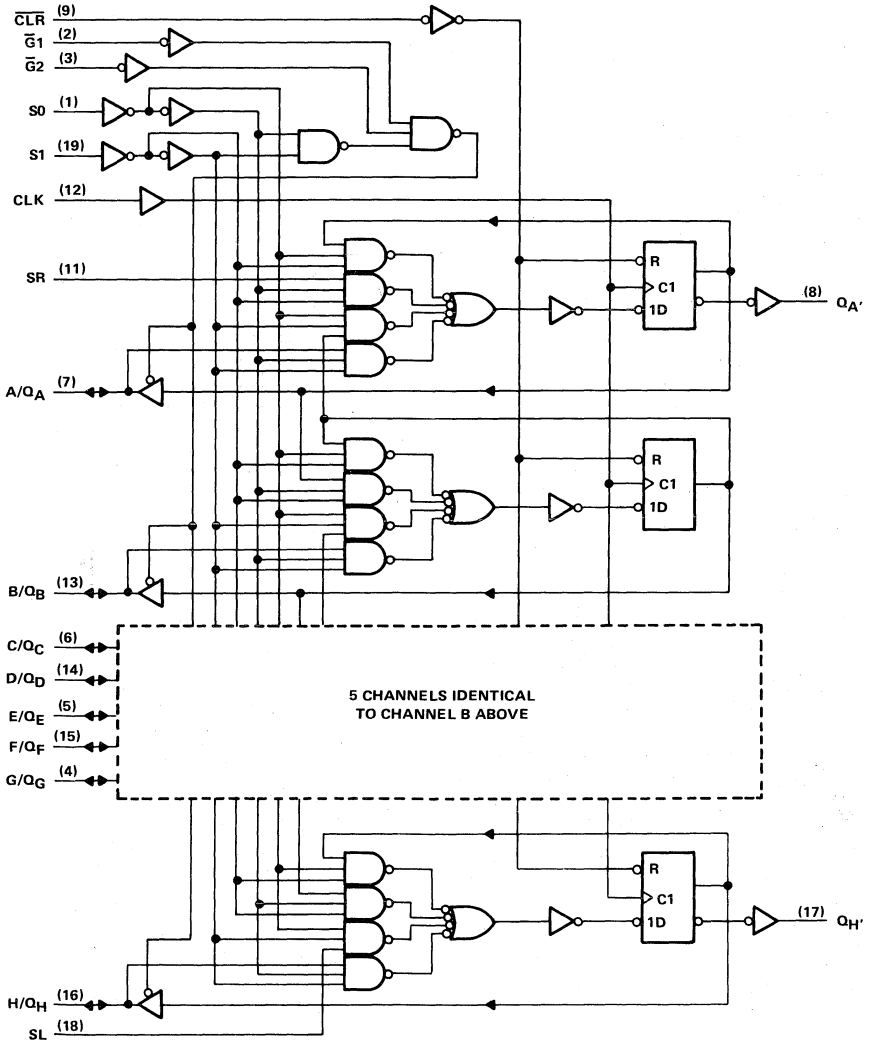 CLR (9)
G̅1 (2)
G̅2 (3)
S0 (1)
S1 (19)
CLK (12)
SR (11)
R
C1
1D
(8) QA′
A/QA (7)
R
C1
1D
B/QB (13)
C/QC (6)
D/QD (14)
E/QE (5)
F/QF (15)
G/QG (4)
5 CHANNELS IDENTICAL
TO CHANNEL B ABOVE
R
C1
1D
(17) QH′
H/QH (16)
SL (18)